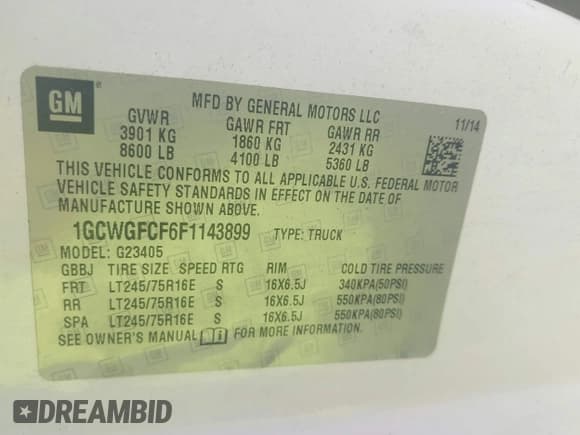 GM
MFD BY GENERAL MOTORS LLC
11/14
GVWR GAWR FRT GAWR RR
3901 KG 1860 KG 2431 KG
8600 LB 4100 LB 5360 LB
THIS VEHICLE CONFORMS TO ALL APPLICABLE U.S. FEDERAL MOTOR
VEHICLE SAFETY STANDARDS IN EFFECT ON THE DATE OF
MANUFACTURE SHOWN ABOVE.
1GCWGFCF6F1143899 TYPE: TRUCK
MODEL: G23405
GBBJ TIRE SIZE SPEED RTG RIM COLD TIRE PRESSURE
FRT LT245/75R16E S 16X6.5J 340KPA(50PSI)
RR LT245/75R16E S 16X6.5J 550KPA(80PSI)
SPA LT245/75R16E S 16X6.5J 550KPA(80PSI)
SEE OWNER'S MANUAL FOR MORE INFORMATION.
DREAMBID